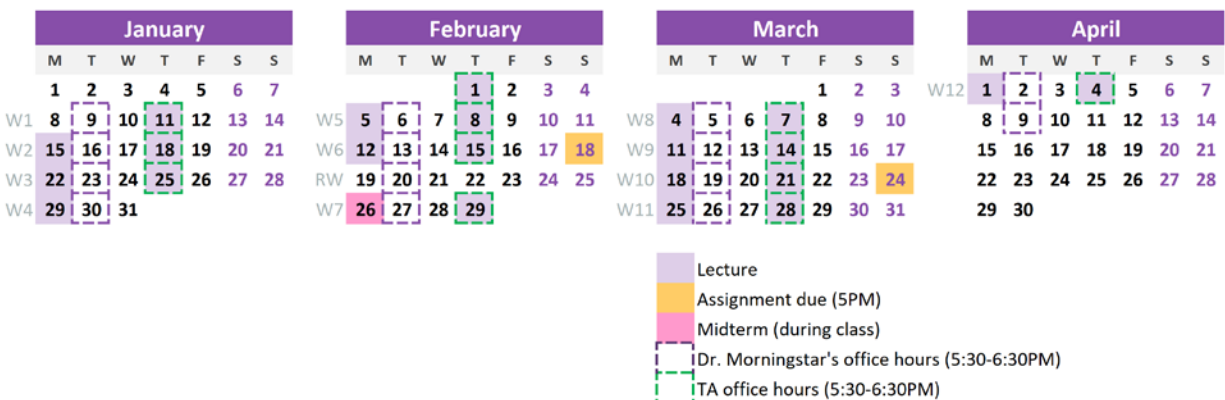 January February March April
M T W T F S S M T W T F S S M T W T F S S M T W T F S S
1 2 3 4 5 6 7 1 2 3 4 1 2 3 W12 1 2 3 4 5 6 7
W1 8 9 10 11 12 13 14 W5 5 6 7 8 9 10 11 W8 4 5 6 7 8 9 10 8 9 10 11 12 13 14
W2 15 16 17 18 19 20 21 W6 12 13 14 15 16 17 18 W9 11 12 13 14 15 16 17 15 16 17 18 19 20 21
W3 22 23 24 25 26 27 28 RW 19 20 21 22 23 24 25 W10 18 19 20 21 22 23 24 22 23 24 25 26 27 28
W4 29 30 31 W7 26 27 28 29 W11 25 26 27 28 29 30 31 29 30
Lecture
Assignment due (5PM)
Midterm (during class)
Dr. Morningstar's office hours (5:30-6:30PM)
TA office hours (5:30-6:30PM)